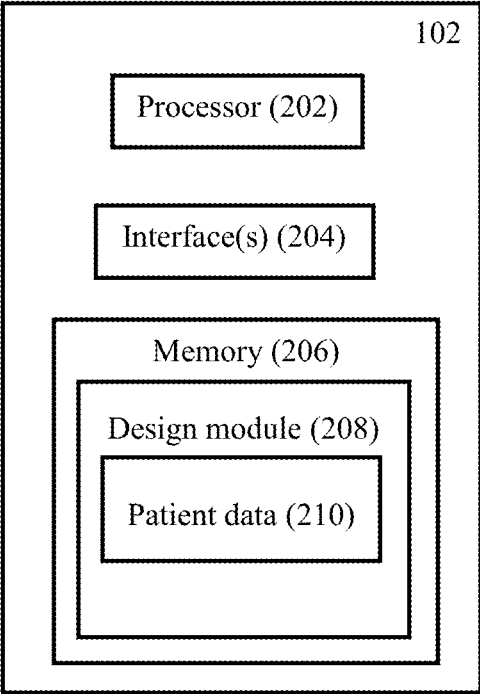 102
Processor (202)
Interface(s) (204)
Memory (206)
Design module (208)
Patient data (210)